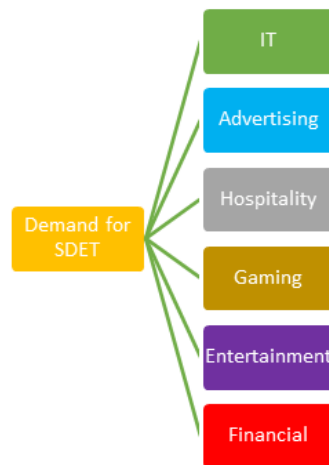 IT
Advertising
Hospitality
Demand for
SDET
Gaming
Entertainment
Financial